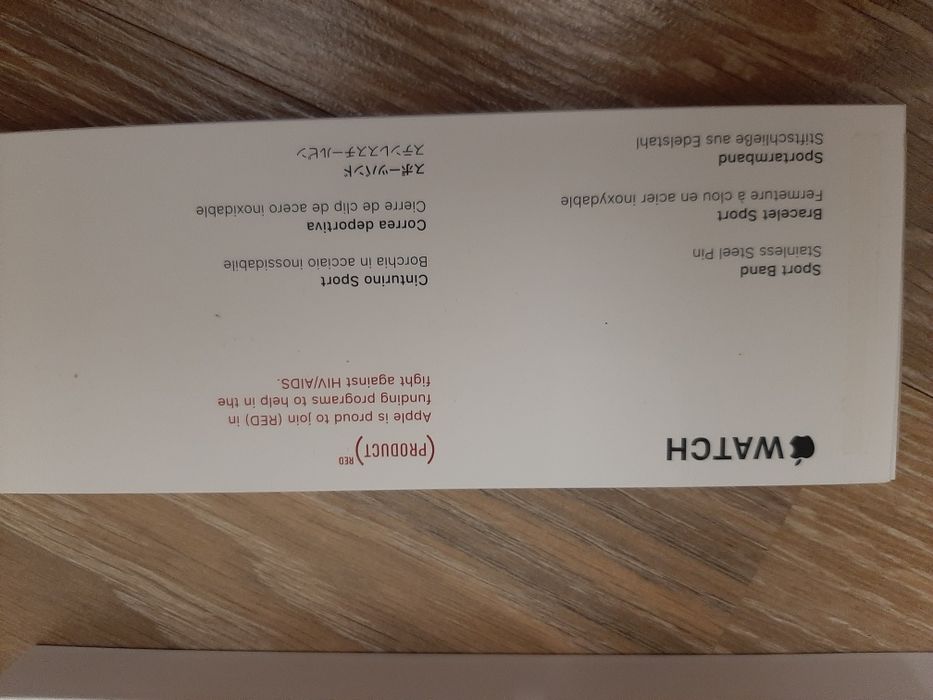 WATCH
Sport Band
Stainless Steel Pin
Bracelet Sport
Fermeture à clou en acier inoxydable
Sportarmband
Stiftschließe aus Edelstahl
(PRODUCT)RED
Apple is proud to join (RED) in
funding programs to help in the
fight against HIV/AIDS.
Cinturino Sport
Borchia in acciaio inossidabile
Correa deportiva
Cierre de clip de acero inoxidable
スポーツバンド
ステンレススチールピン